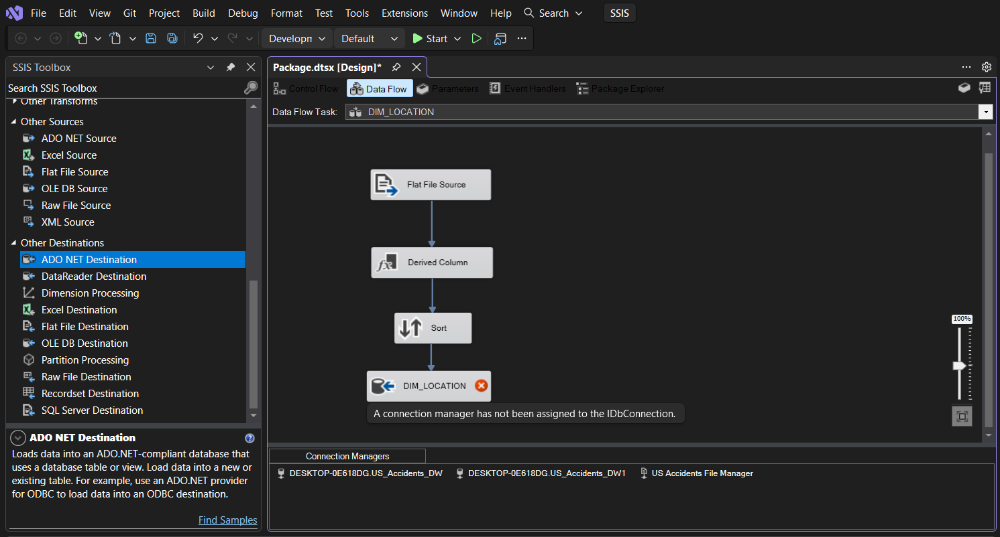 File Edit View Git Project Build Debug Format Test Tools Extensions Window Help Search SSIS
Developm Default Start
SSIS Toolbox
Search SSIS Toolbox
Other Transforms
Other Sources
ADO NET Source
Excel Source
Flat File Source
OLE DB Source
Raw File Source
XML Source
Other Destinations
ADO NET Destination
DataReader Destination
Dimension Processing
Excel Destination
Flat File Destination
OLE DB Destination
Partition Processing
Raw File Destination
Recordset Destination
SQL Server Destination
ADO NET Destination
Loads data into an ADO.NET-compliant database that
uses a database table or view. Load data into a new or
existing table. For example, use an ADO.NET provider
for ODBC to load data into an ODBC destination.
Find Samples
Package.dtsx [Design]*
Control Flow Data Flow Parameters Event Handlers Package Explorer
Data Flow Task: DIM_LOCATION
Flat File Source
Derived Column
Sort
DIM_LOCATION
A connection manager has not been assigned to the IDbConnection.
100%
Connection Managers
DESKTOP-0E618DG.US_Accidents_DW DESKTOP-0E618DG.US_Accidents_DW1 US Accidents File Manager